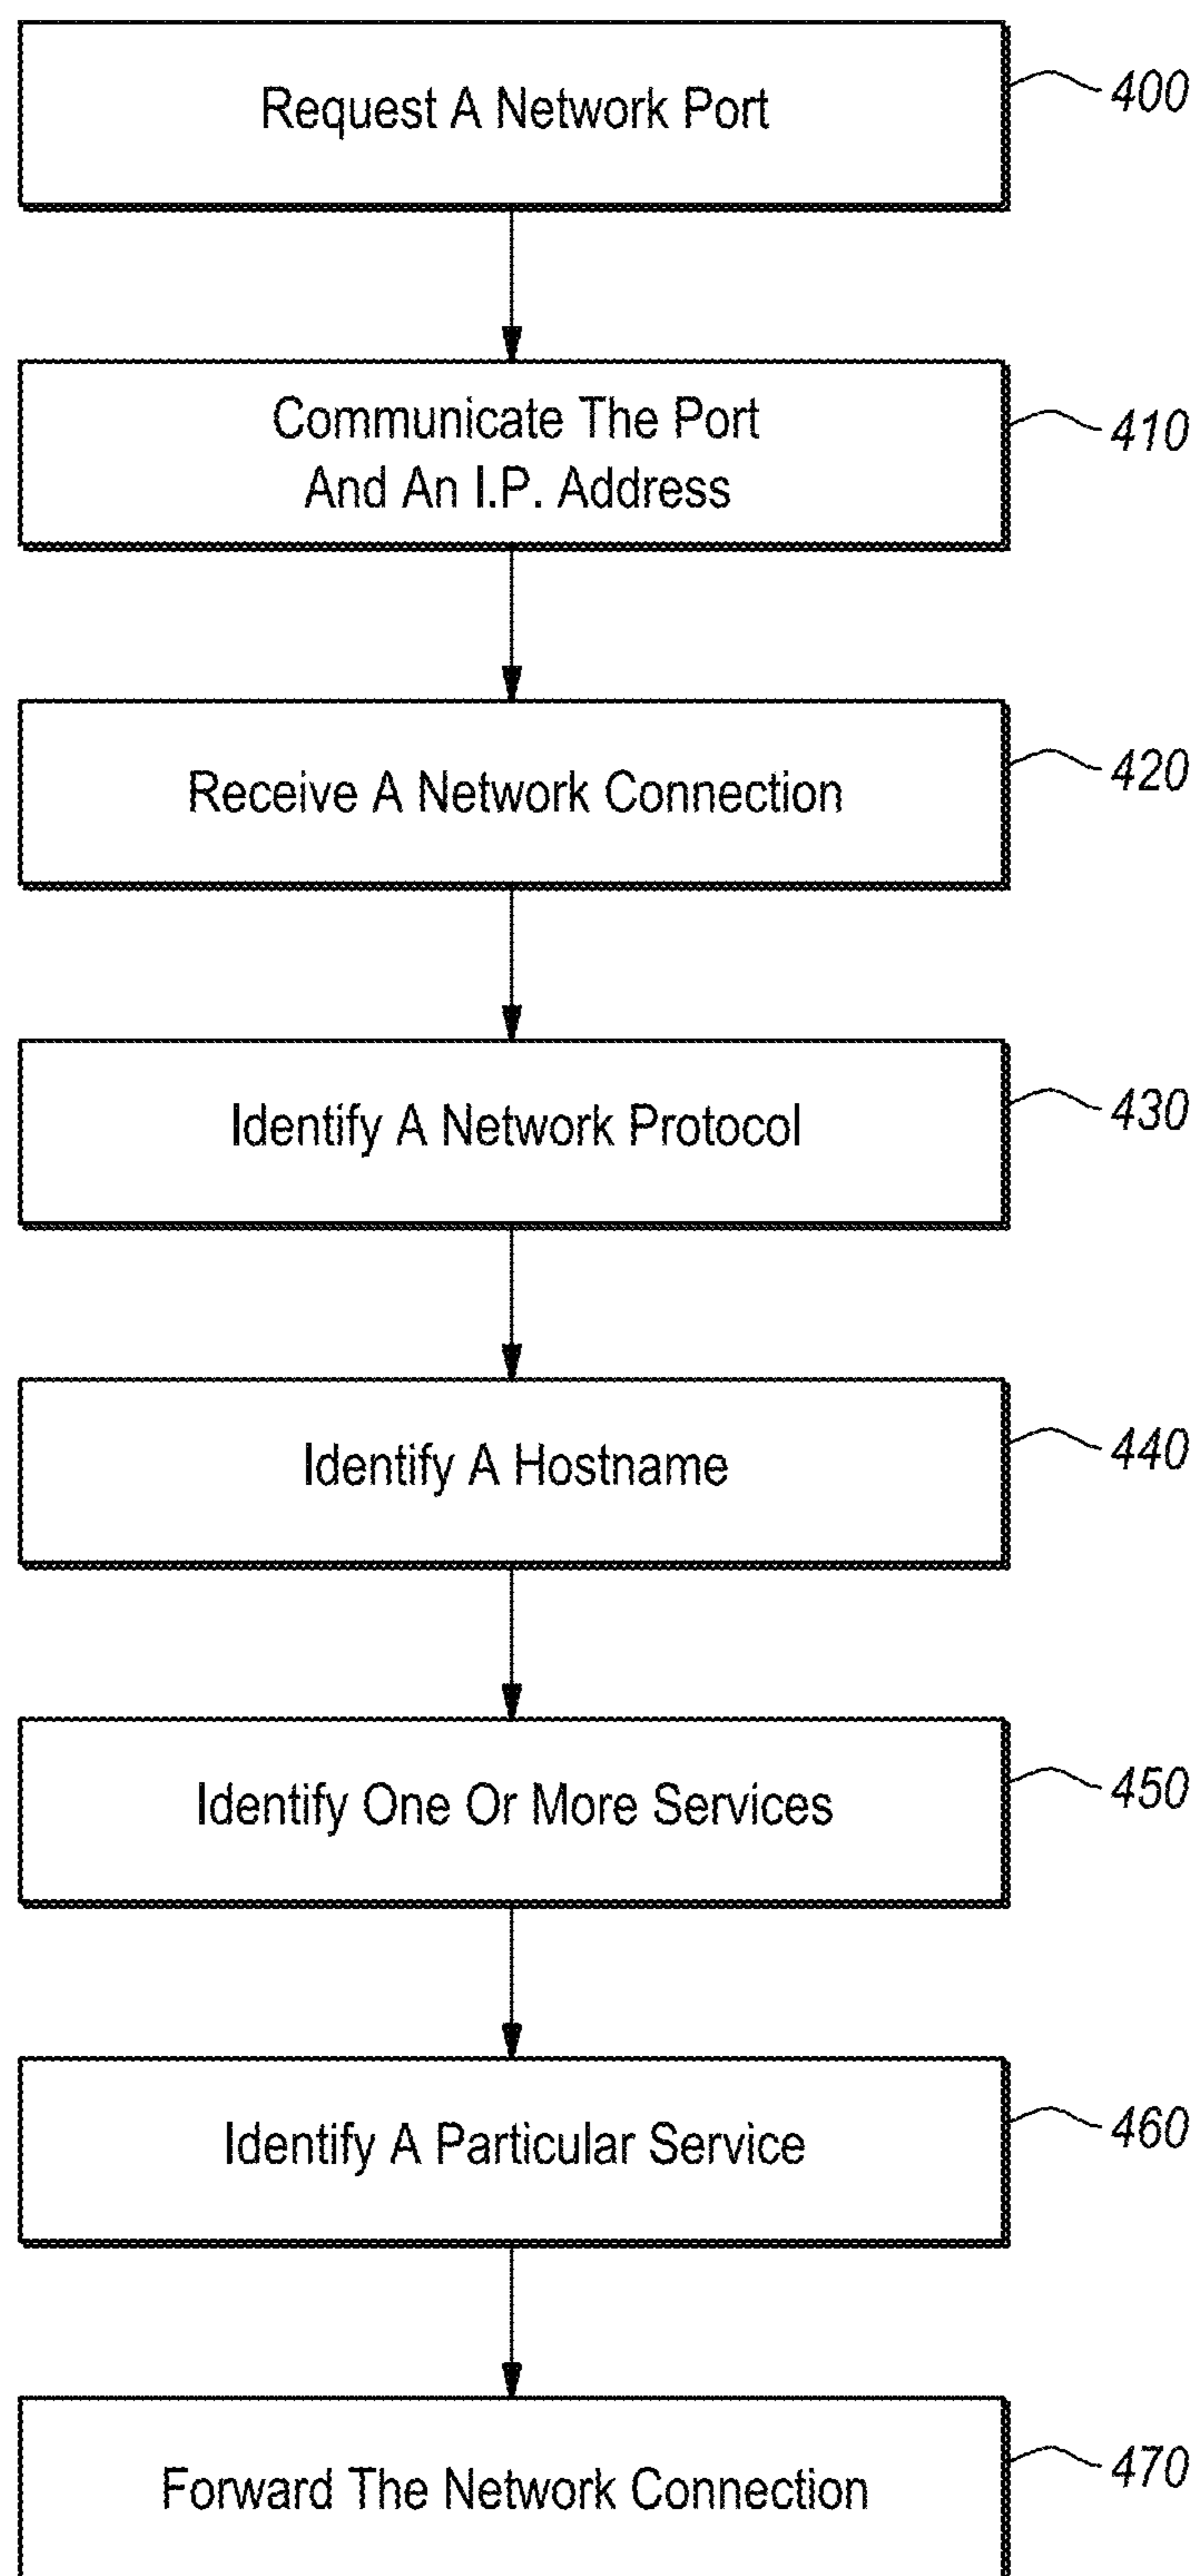 Request A Network Port
400
Communicate The Port
And An I.P. Address
410
Receive A Network Connection
420
Identify A Network Protocol
430
Identify A Hostname
440
Identify One Or More Services
450
Identify A Particular Service
460
Forward The Network Connection
470